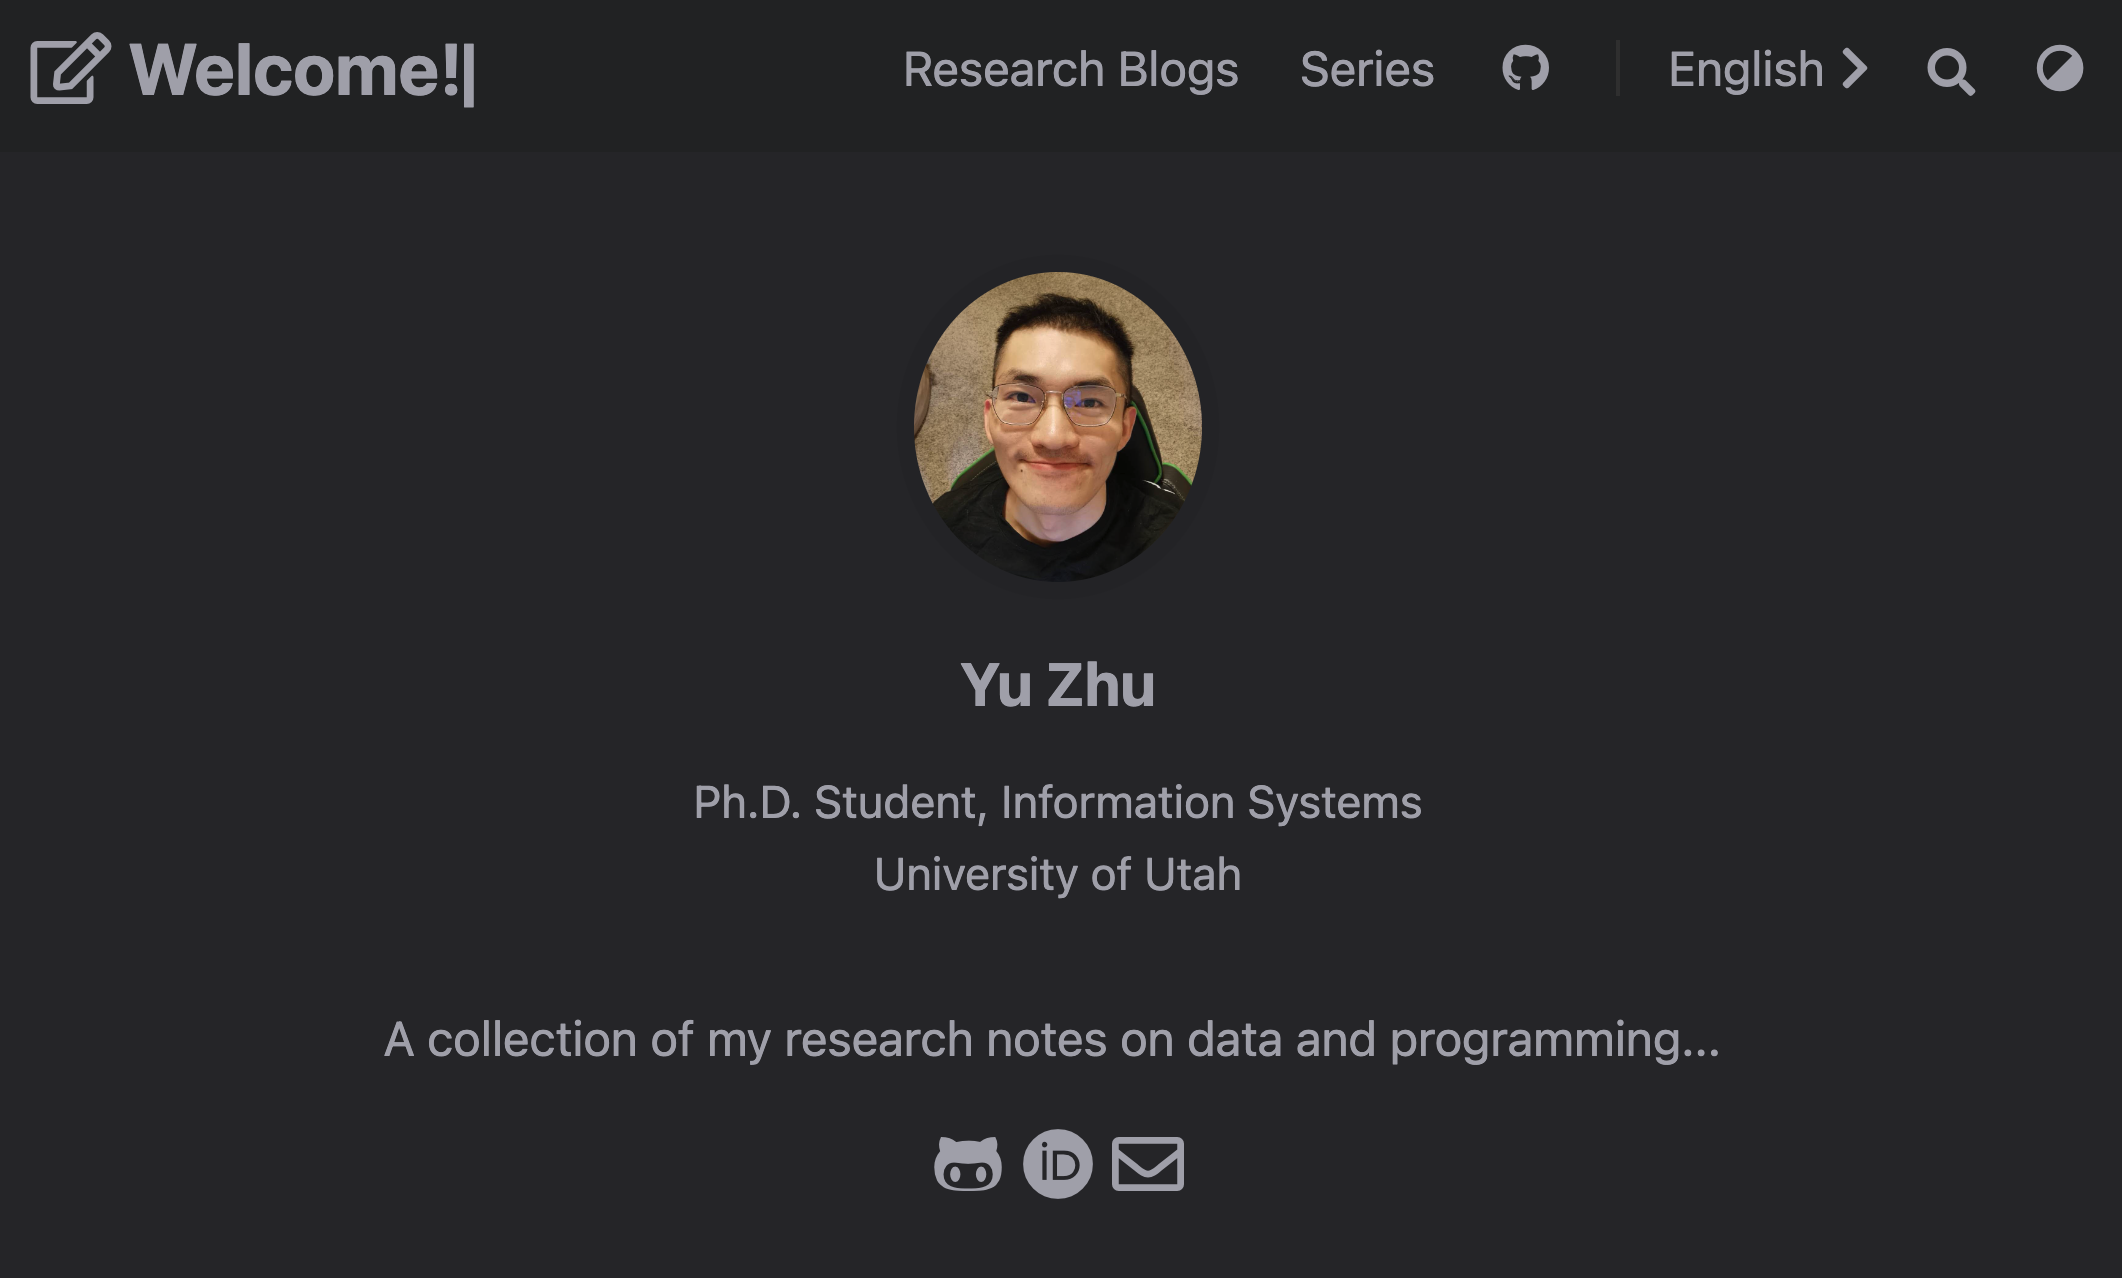 Welcome!|
Research Blogs Series English
Yu Zhu
Ph.D. Student, Information Systems
University of Utah
A collection of my research notes on data and programming...
iD